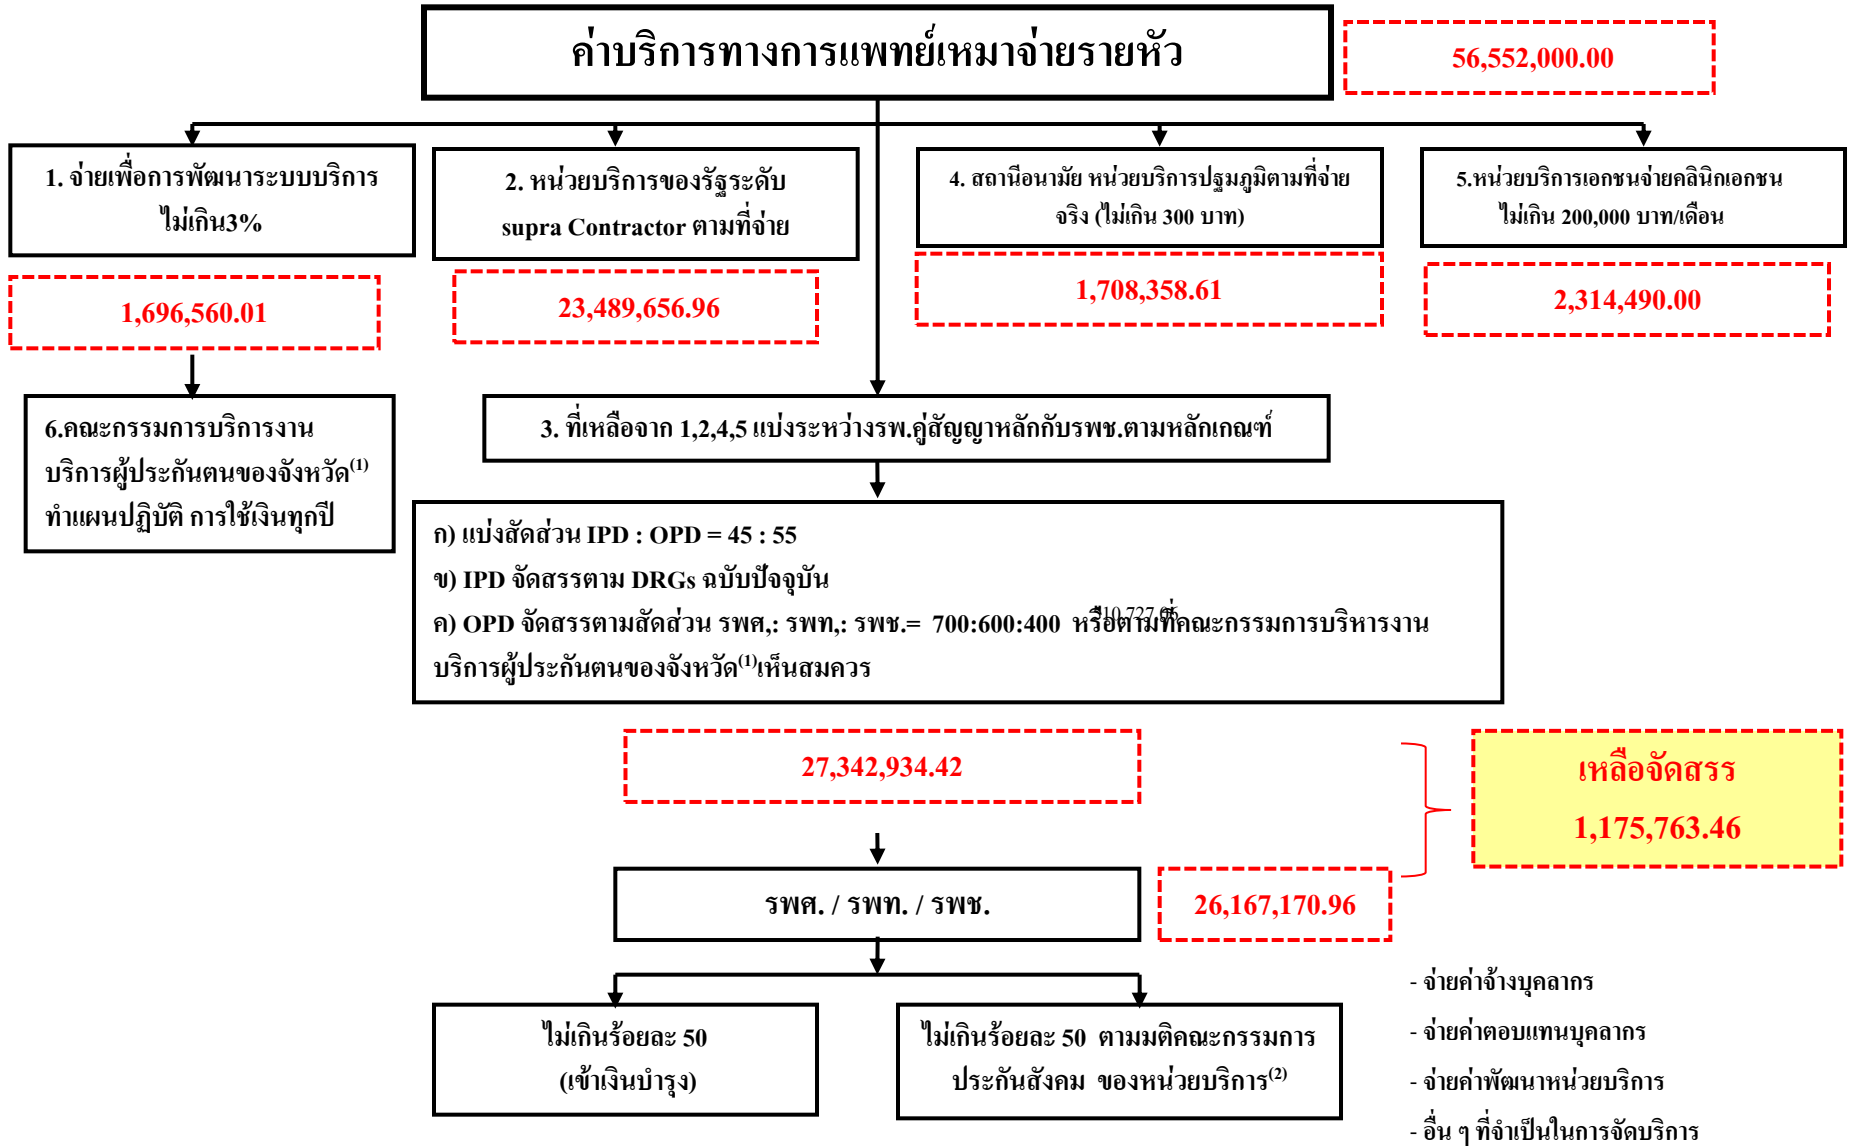 ค่าบริการทางการแพทย์เหมาจ่ายรายหัว
56,552,000.00
1. จ่ายเพื่อการพัฒนาระบบบริการ
ไม่เกิน3%
2. หน่วยบริการของรัฐระดับ
supra Contractor ตามที่จ่าย
4. สถานีอนามัย หน่วยบริการปฐมภูมิตามที่จ่าย
จริง (ไม่เกิน 300 บาท)
5.หน่วยบริการเอกชนจ่ายคลินิกเอกชน
ไม่เกิน 200,000 บาท/เดือน
1,696,560.01
23,489,656.96
1,708,358.61
2,314,490.00
6.คณะกรรมการบริการงาน
บริการผู้ประกันตนของจังหวัด(1)
ทำแผนปฏิบัติ การใช้เงินทุกปี
3. ที่เหลือจาก 1,2,4,5 แบ่งระหว่างรพ.คู่สัญญาหลักกับรพช.ตามหลักเกณฑ์
ก) แบ่งสัดส่วน IPD : OPD = 45 : 55
ข) IPD จัดสรรตาม DRGs ฉบับปัจจุบัน
ค) OPD จัดสรรตามสัดส่วน รพศ,: รพท,: รพช.= 700:600:400 หรือตามที่คณะกรรมการบริหารงาน
บริการผู้ประกันตนของจังหวัด(1)เห็นสมควร
27,342,934.42
เหลือจัดสรร
1,175,763.46
รพศ. / รพท. / รพช.
26,167,170.96
ไม่เกินร้อยละ 50
(เข้าเงินบำรุง)
ไม่เกินร้อยละ 50 ตามมติคณะกรรมการ
ประกันสังคม ของหน่วยบริการ(2)
- จ่ายค่าจ้างบุคลากร
- จ่ายค่าตอบแทนบุคลากร
- จ่ายค่าพัฒนาหน่วยบริการ
- อื่น ๆ ที่จำเป็นในการจัดบริการ